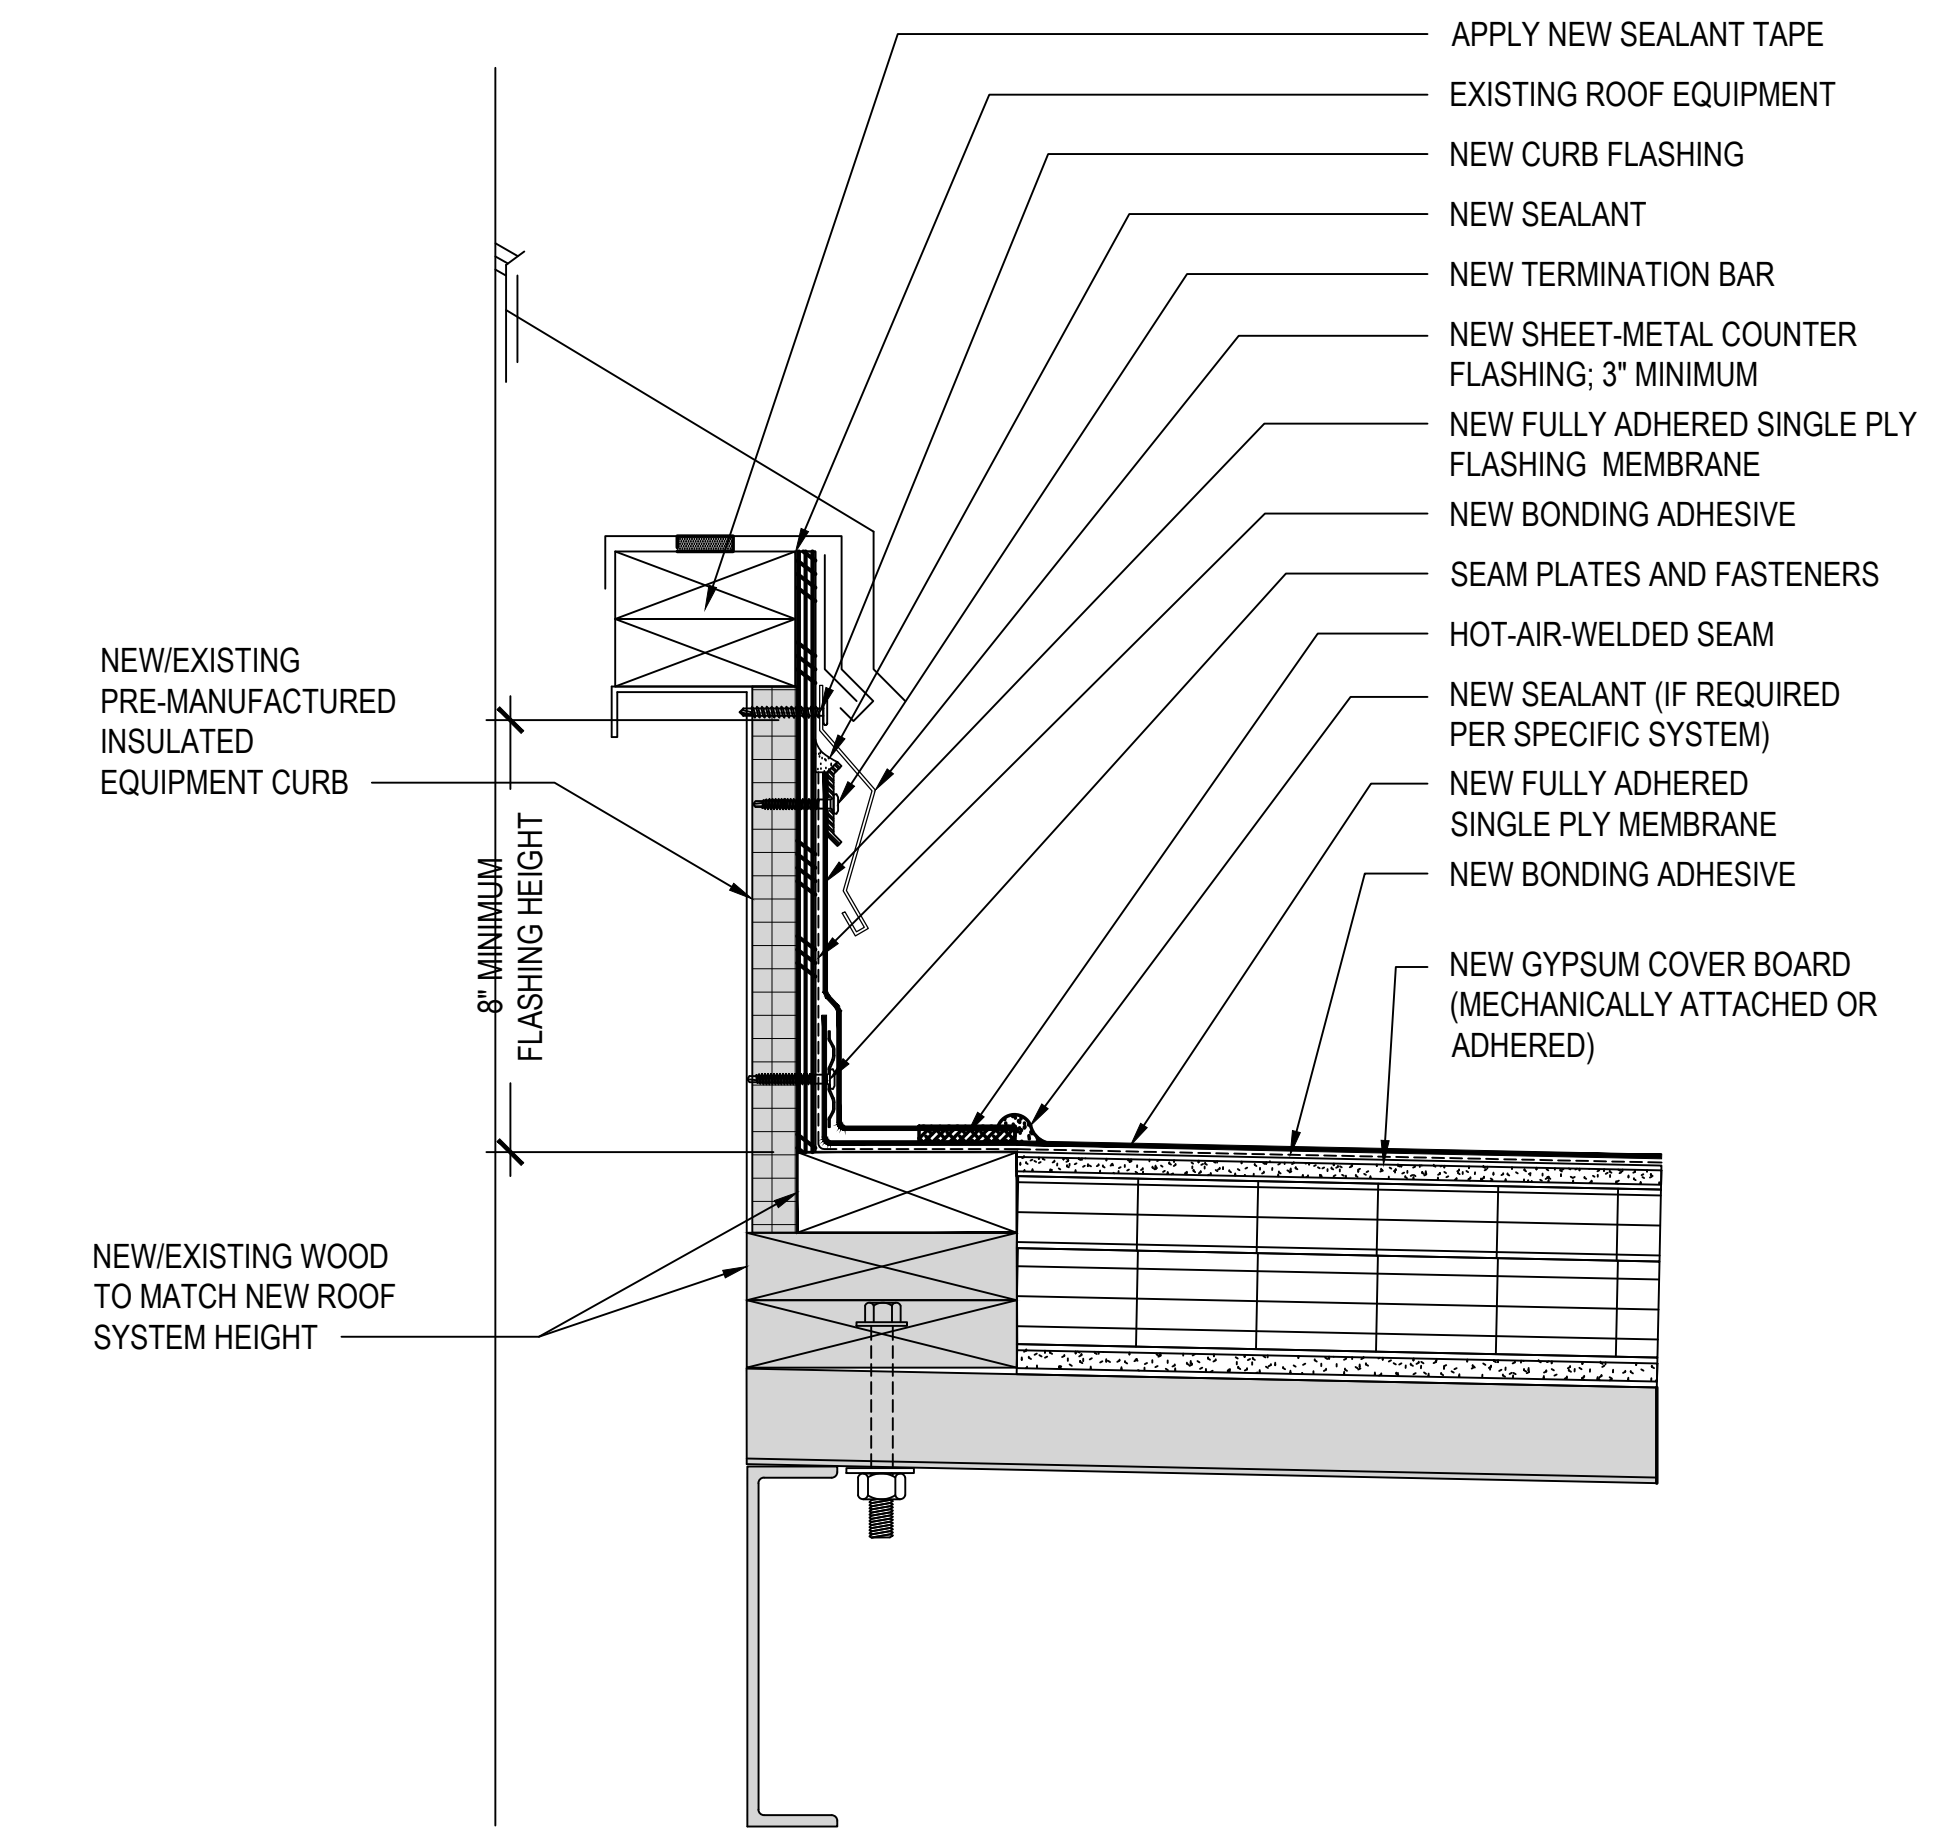 APPLY NEW SEALANT TAPE
EXISTING ROOF EQUIPMENT
NEW CURB FLASHING
NEW SEALANT
NEW TERMINATION BAR
NEW SHEET-METAL COUNTER
FLASHING; 3" MINIMUM
NEW FULLY ADHERED SINGLE PLY
FLASHING MEMBRANE
NEW BONDING ADHESIVE
SEAM PLATES AND FASTENERS
HOT-AIR-WELDED SEAM
NEW SEALANT (IF REQUIRED
PER SPECIFIC SYSTEM)
NEW FULLY ADHERED
SINGLE PLY MEMBRANE
NEW BONDING ADHESIVE
NEW GYPSUM COVER BOARD
(MECHANICALLY ATTACHED OR
ADHERED)
NEW/EXISTING
PRE-MANUFACTURED
INSULATED
EQUIPMENT CURB
8" MINIMUM
FLASHING HEIGHT
NEW/EXISTING WOOD
TO MATCH NEW ROOF
SYSTEM HEIGHT